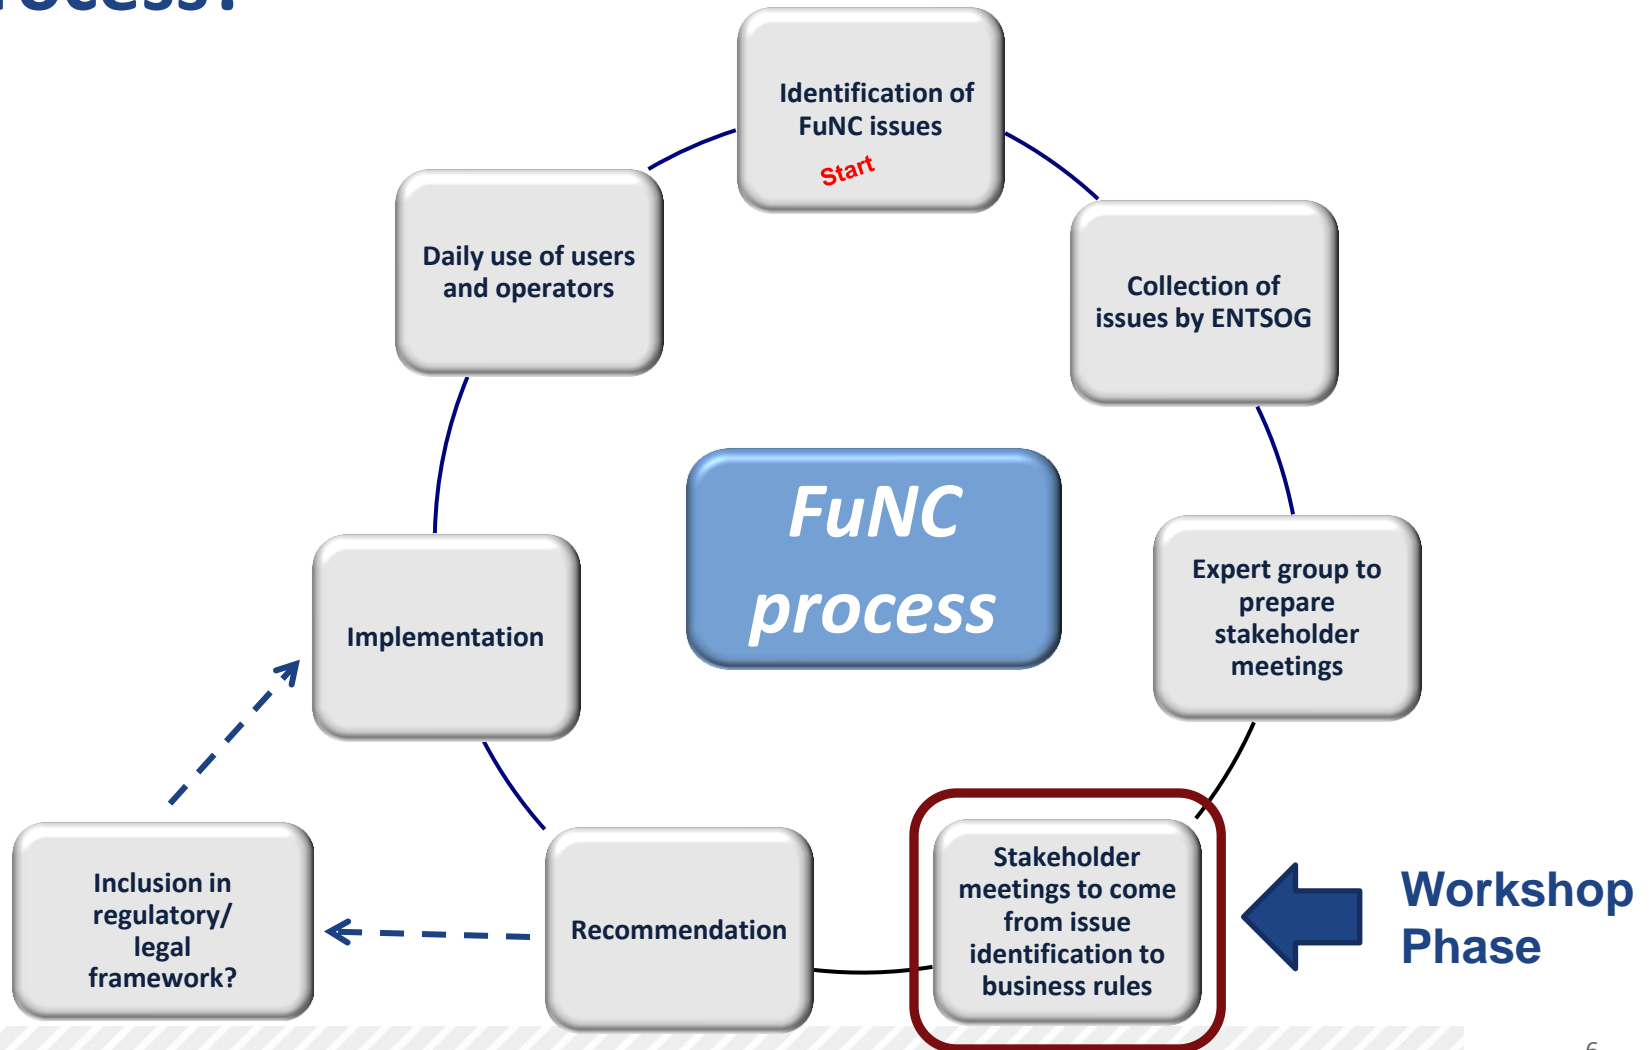 Identification of
FuNC issues
Start
Collection of
issues by ENTSOG
Expert group to
prepare
stakeholder
meetings
Stakeholder
meetings to come
from issue
identification to
business rules
Workshop
Phase
Recommendation
Inclusion in
regulatory/
legal
framework?
Implementation
Daily use of users
and operators
FuNC
process